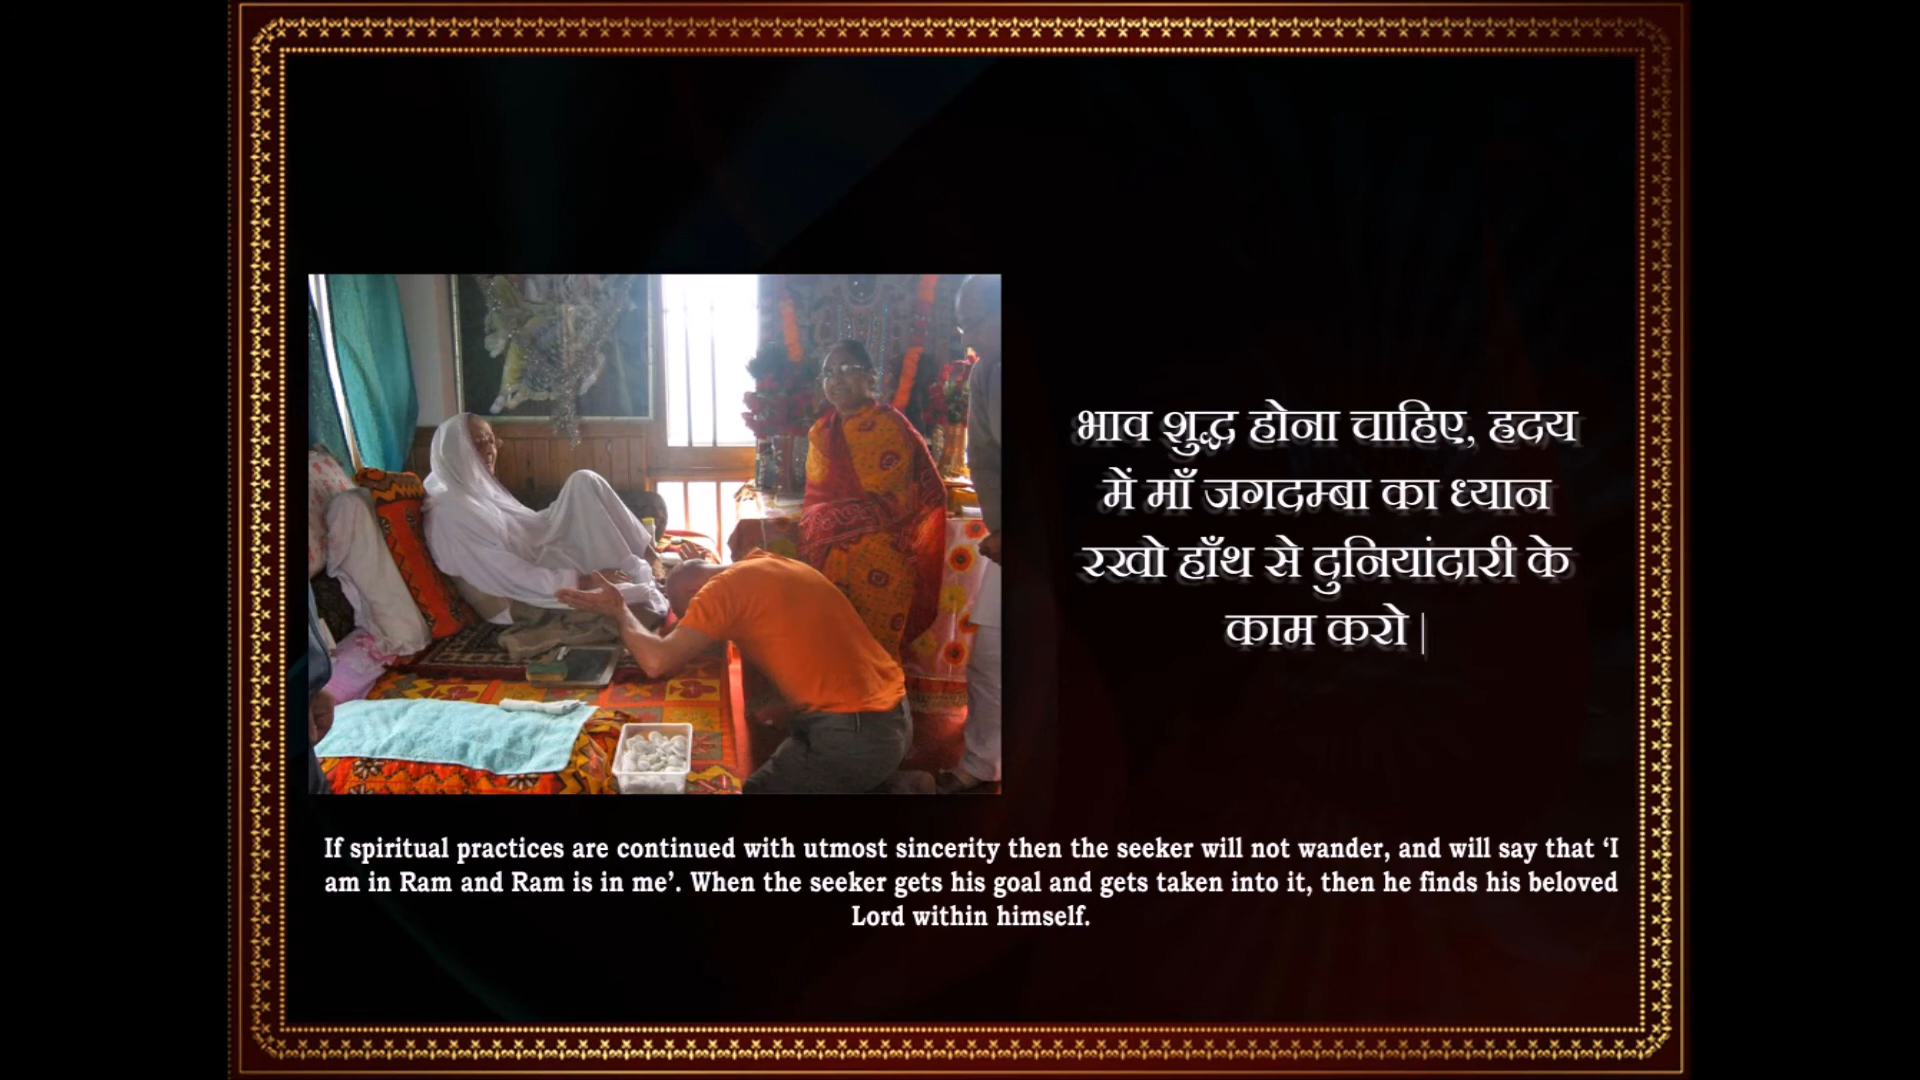 भाव शुद्ध होना चाहिए, ह्रदय
में माँ जगदम्बा का ध्यान
रखो हाँथ से दुनियांदारी के
काम करो |
If spiritual practices are continued with utmost sincerity then the seeker will not wander, and will say that ‘I
am in Ram and Ram is in me’. When the seeker gets his goal and gets taken into it, then he finds his beloved
Lord within himself.